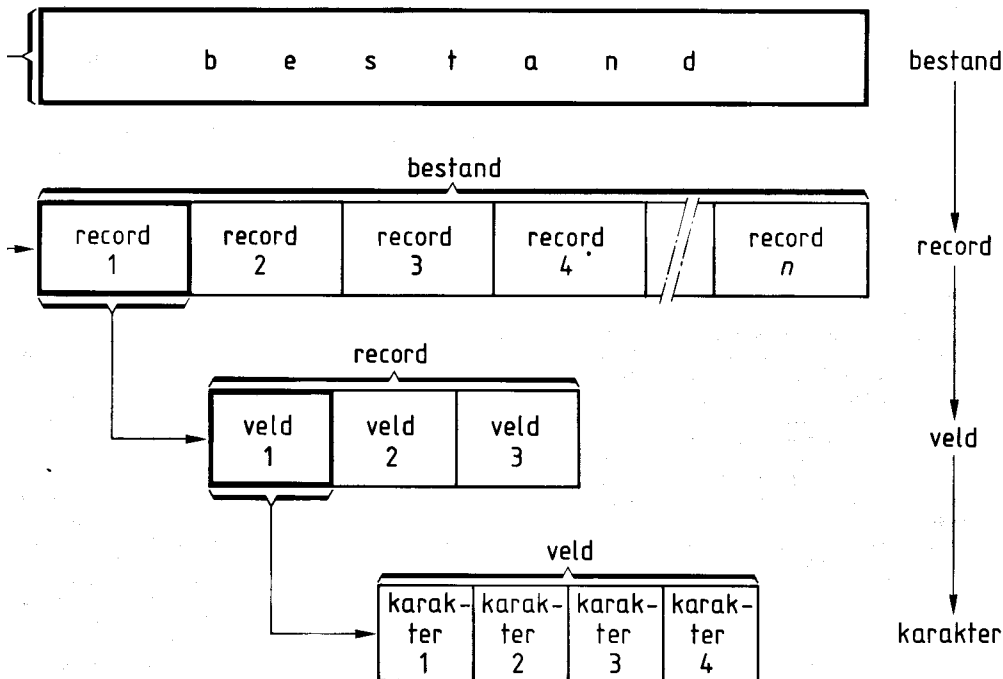 b e s t a n d
bestand
bestand
record record record record record
1 2 3 4 n
record
record
veld veld veld
1 2 3
veld
veld
karak- karak- karak- karak-
ter ter ter ter
1 2 3 4
karakter